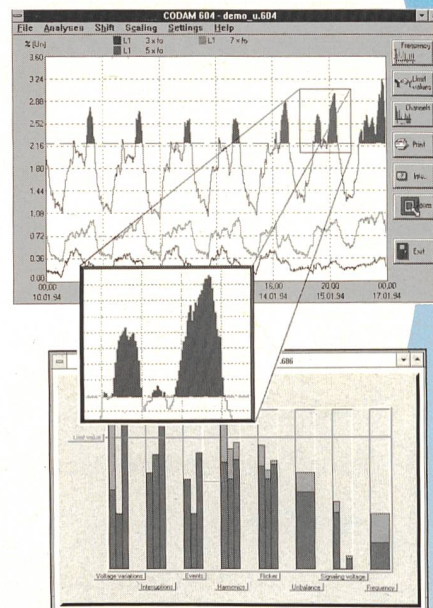 CODAM 604 - demo_u.604
File Analyses Shift Scaling Settings Help
% [Un]
L1 3 x fo
L1 7 x fo
L1 5 x fo
3.60
3.24
2.88
2.52
2.16
1.80
1.44
1.08
0.72
0.36
0.00
00.00
16.00
20.00
00.00
10.01.94
14.01.94
15.01.94
17.01.94
Frequency
Limit values
Channels
Print
Info...
Zoom
Exit
.686
Limit value
Voltage variations
Events
Flicker
Signaling voltage
Interruptions
Harmonics
Unbalance
Frequency